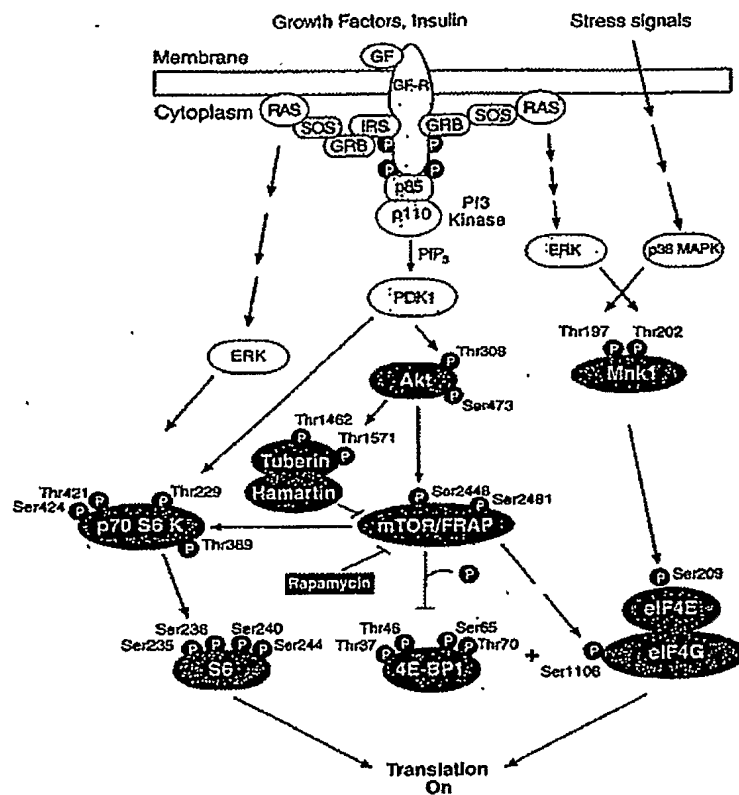 Growth Factors, Insulin
Stress signals
Membrane
GF
GF-R
Cytoplasm
RAS
SOS
GRB
IRS
GRB
SOS
RAS
P
P
P
P
p85
p110
PI3
Kinase
PIP3
PDK1
ERK
p38 MAPK
Thr197
Thr202
P
P
Mnk1
ERK
P
Thr308
Akt
P
Ser473
Thr1462
P
Thr1571
P
Tuberin
Hamartin
Thr421
Ser424
P
P
P
Thr229
p70 S6 K
P
Thr389
P
Ser2448
P
Ser2481
mTOR/FRAP
Rapamycin
P
P
Ser209
eIF4E
eIF4G
P
Ser1106
Ser236
Ser235
Ser240
Ser244
P
P
P
P
S6
Thr46
Thr37
Ser65
Thr70
P
P
P
P
4E-BP1
+
Translation
On